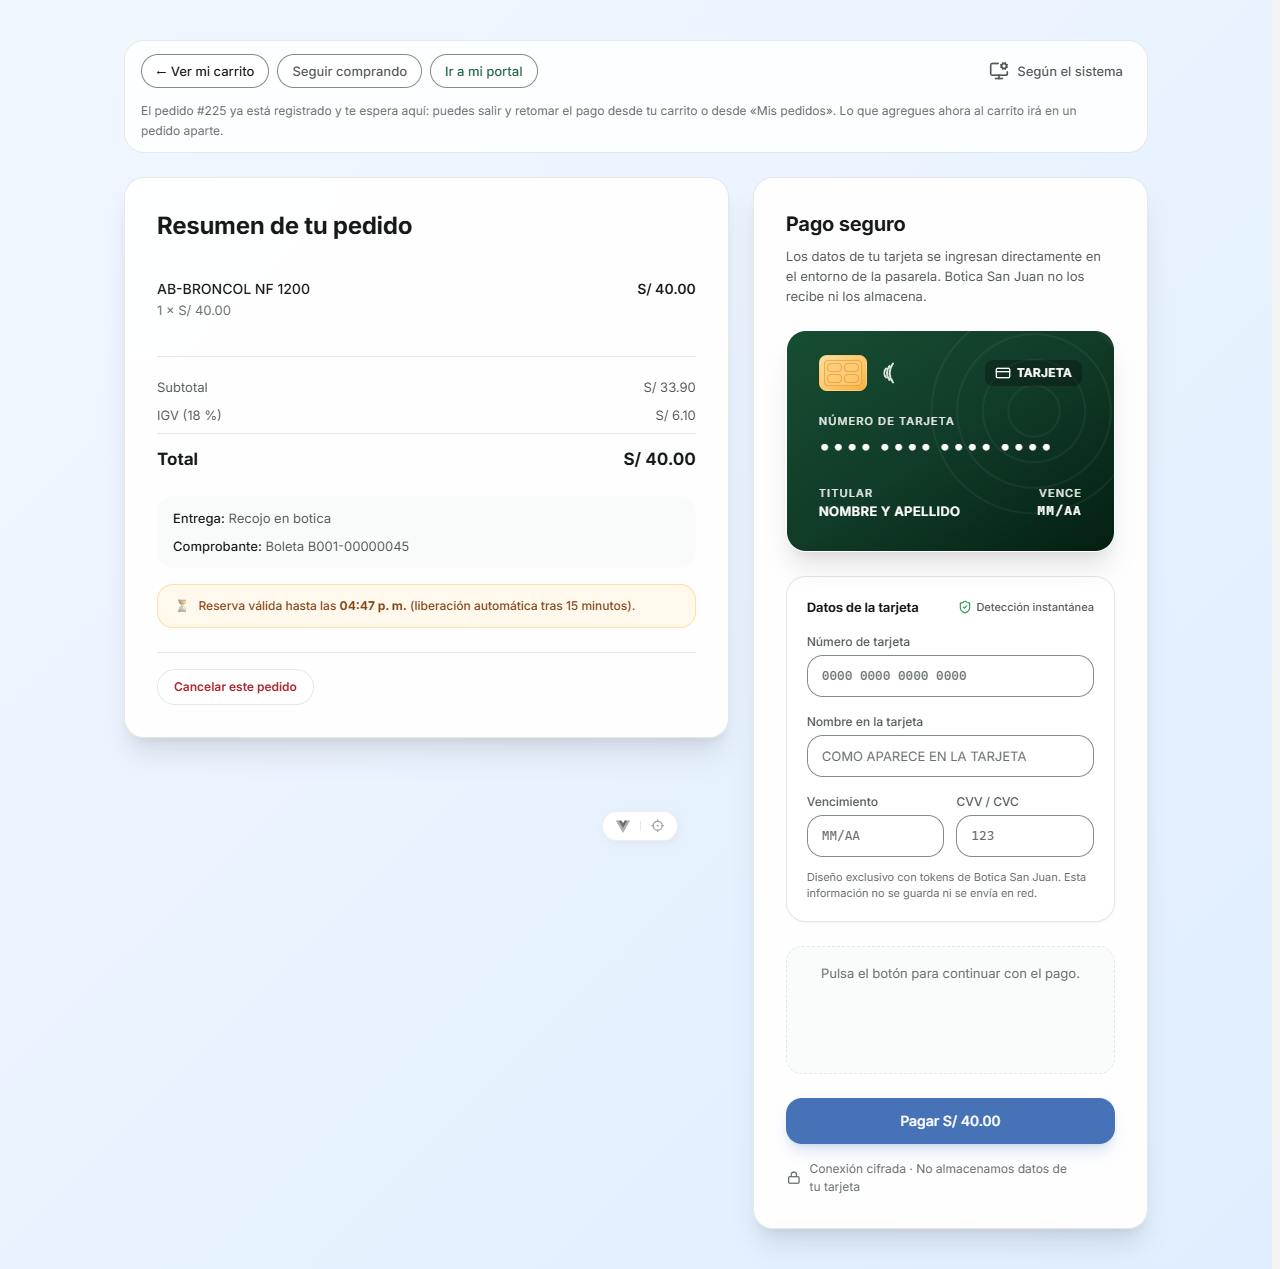 ← Ver mi carrito
Seguir comprando
Ir a mi portal
Según el sistema
El pedido #225 ya está registrado y te espera aquí: puedes salir y retomar el pago desde tu carrito o desde «Mis pedidos». Lo que agregues ahora al carrito irá en un
pedido aparte.
Resumen de tu pedido
AB-BRONCOL NF 1200 S/ 40.00
1 × S/ 40.00
Subtotal S/ 33.90
IGV (18 %) S/ 6.10
Total S/ 40.00
Entrega: Recojo en botica
Comprobante: Boleta B001-00000045
Reserva válida hasta las 04:47 p. m. (liberación automática tras 15 minutos).
Cancelar este pedido
Pago seguro
Los datos de tu tarjeta se ingresan directamente en
el entorno de la pasarela. Botica San Juan no los
recibe ni los almacena.
TARJETA
NÚMERO DE TARJETA
•••• •••• •••• ••••
TITULAR VENCE
NOMBRE Y APELLIDO MM/AA
Datos de la tarjeta
Detección instantánea
Número de tarjeta
0000 0000 0000 0000
Nombre en la tarjeta
COMO APARECE EN LA TARJETA
Vencimiento CVV / CVC
MM/AA 123
Diseño exclusivo con tokens de Botica San Juan. Esta
información no se guarda ni se envía en red.
Pulsa el botón para continuar con el pago.
Pagar S/ 40.00
Conexión cifrada · No almacenamos datos de
tu tarjeta